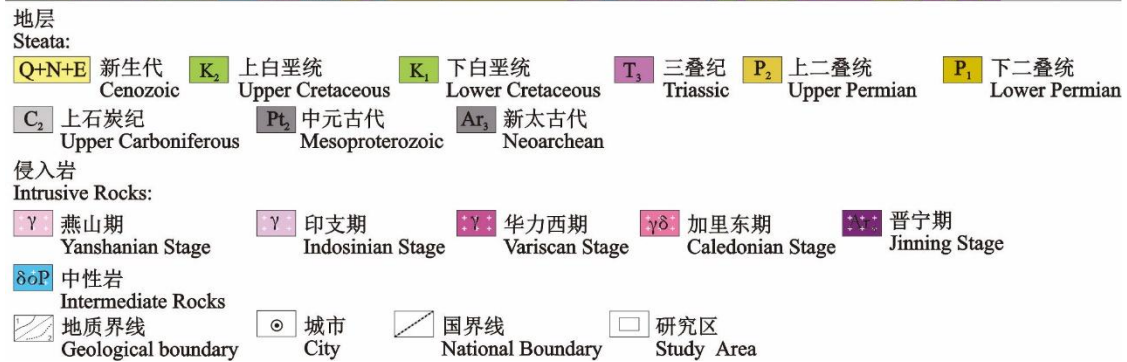 地层
Steata:
Q+N+E 新生代 K₂ 上白垩统 K₁ 下白垩统 T₃ 三叠纪 P₂ 上二叠统 P₁ 下二叠统
Cenozoic Upper Cretaceous Lower Cretaceous Triassic Upper Permian Lower Permian
C₂ 上石炭纪 Pt₂ 中元古代 Ar₃ 新太古代
Upper Carboniferous Mesoproterozoic Neoarchean
侵入岩
Intrusive Rocks:
γ 燕山期 γ 印支期 γ 华力西期 γδ 加里东期 晋宁期
Yanshanian Stage Indosinian Stage Variscan Stage Caledonian Stage Jinning Stage
δοP 中性岩
Intermediate Rocks
1 2 地质界线 城市 国界线 研究区
Geological boundary City National Boundary Study Area